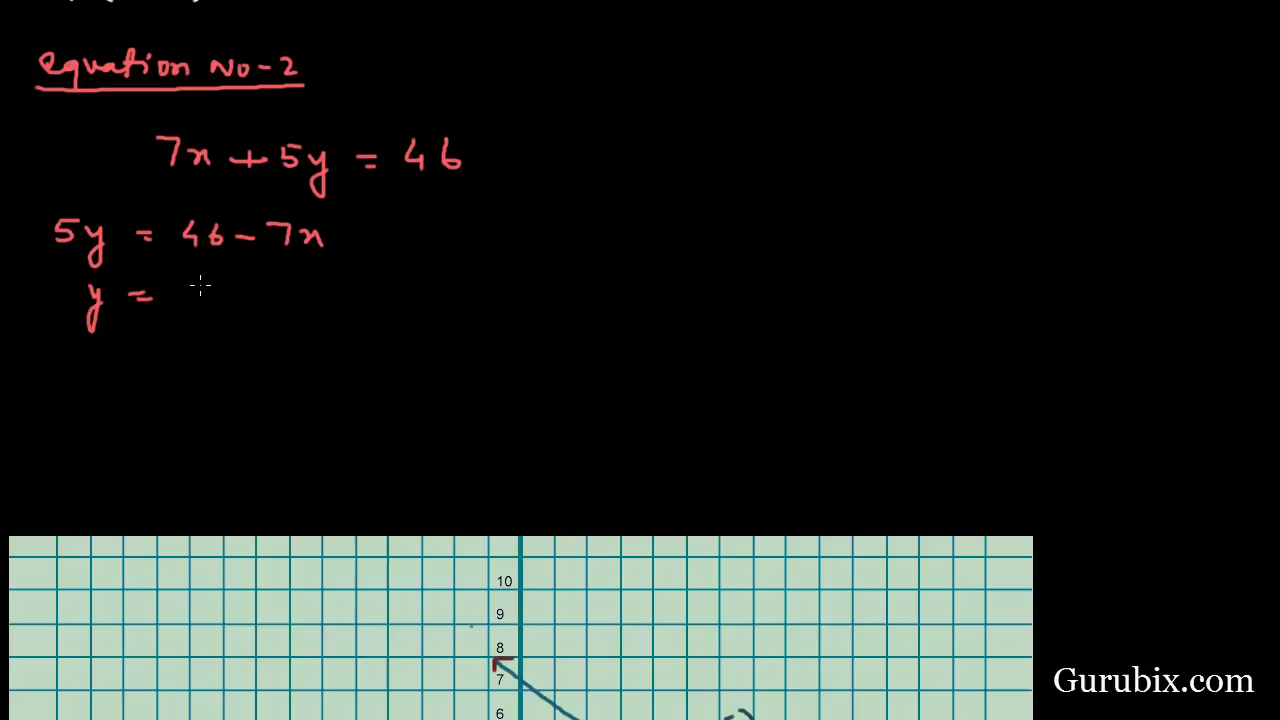 equation No-2
7x + 5y = 46
5y = 46 - 7x
y =
10
9
8
7
6
Gurubix.com